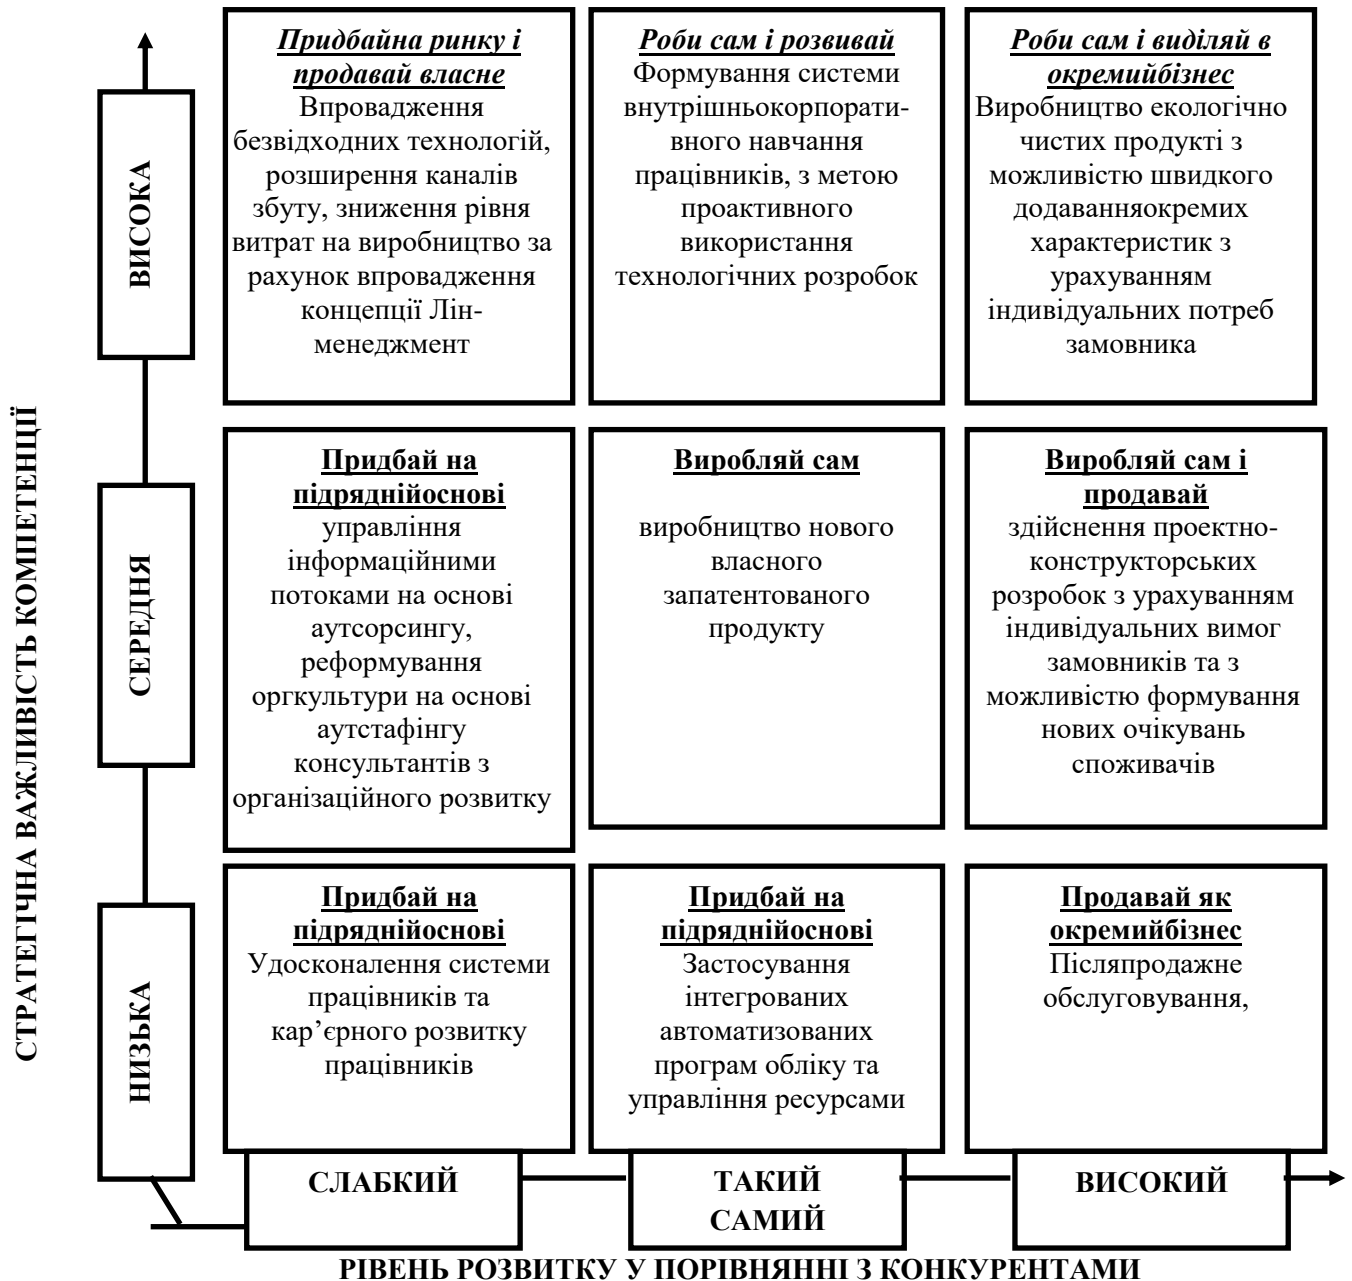 СТРАТЕГІЧНА ВАЖЛИВІСТЬ КОМПЕТЕНЦІЇ
ВИСОКА
Придбайна ринку і
продавай власне
Впровадження
безвідходних технологій,
розширення каналів
збуту, зниження рівня
витрат на виробництво за
рахунок впровадження
концепції Лін-
менеджмент
Роби сам і розвивай
Формування системи
внутрішньокорпорати-
вного навчання
працівників, з метою
проактивного
використання
технологічних розробок
Роби сам і виділяй в
окремийбізнес
Виробництво екологічно
чистих продукті з
можливістю швидкого
додаванняокремих
характеристик з
урахуванням
індивідуальних потреб
замовника
СЕРЕДНЯ
Придбай на
підряднійоснові
управління
інформаційними
потоками на основі
аутсорсингу,
реформування
оргкультури на основі
аутстафінгу
консультантів з
організаційного розвитку
Виробляй сам
виробництво нового
власного
запатентованого
продукту
Виробляй сам і
продавай
здійснення проектно-
конструкторських
розробок з урахуванням
індивідуальних вимог
замовників та з
можливістю формування
нових очікувань
споживачів
НИЗЬКА
Придбай на
підряднійоснові
Удосконалення системи
працівників та
кар’єрного розвитку
працівників
Придбай на
підряднійоснові
Застосування
інтегрованих
автоматизованих
програм обліку та
управління ресурсами
Продавай як
окремийбізнес
Післяпродажне
обслуговування,
СЛАБКИЙ
ТАКИЙ
САМИЙ
ВИСОКИЙ
РІВЕНЬ РОЗВИТКУ У ПОРІВНЯННІ З КОНКУРЕНТАМИ